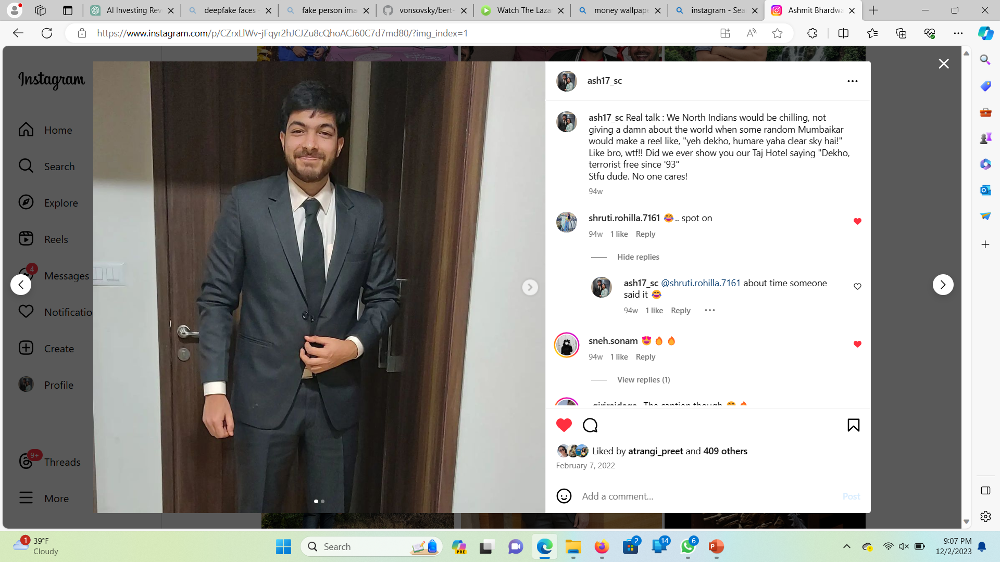 AI Investing Rev
deepfake faces -
fake person ima
vonsovsky/bert-
Watch The Laza
money wallpape
instagram - Sea
Ashmit Bhardwa
https://www.instagram.com/p/CZrxLlWv-jFqyr2hJCJZu8cQhoACJ60C7d7md80/?img_index=1
Instagram
Home
Search
Explore
Reels
4
Messages
Notificatio
Create
Profile
9+
Threads
More
ash17_sc
ash17_sc Real talk : We North Indians would be chilling, not
giving a damn about the world when some random Mumbaikar
would make a reel like, "yeh dekho, humare yaha clear sky hai!"
Like bro, wtf!! Did we ever show you our Taj Hotel saying "Dekho,
terrorist free since '93"
Stfu dude. No one cares!
94w
shruti.rohilla.7161 😂.. spot on
94w 1 like Reply
Hide replies
ash17_sc @shruti.rohilla.7161 about time someone
said it 😂
94w 1 like Reply
sneh.sonam 😍🔥🔥
94w 1 like Reply
View replies (1)
The caption though
Liked by atrangi_preet and 409 others
February 7, 2022
Add a comment...
Post
1
39°F
Cloudy
Search
PRE
2
14
6
9:07 PM
12/2/2023